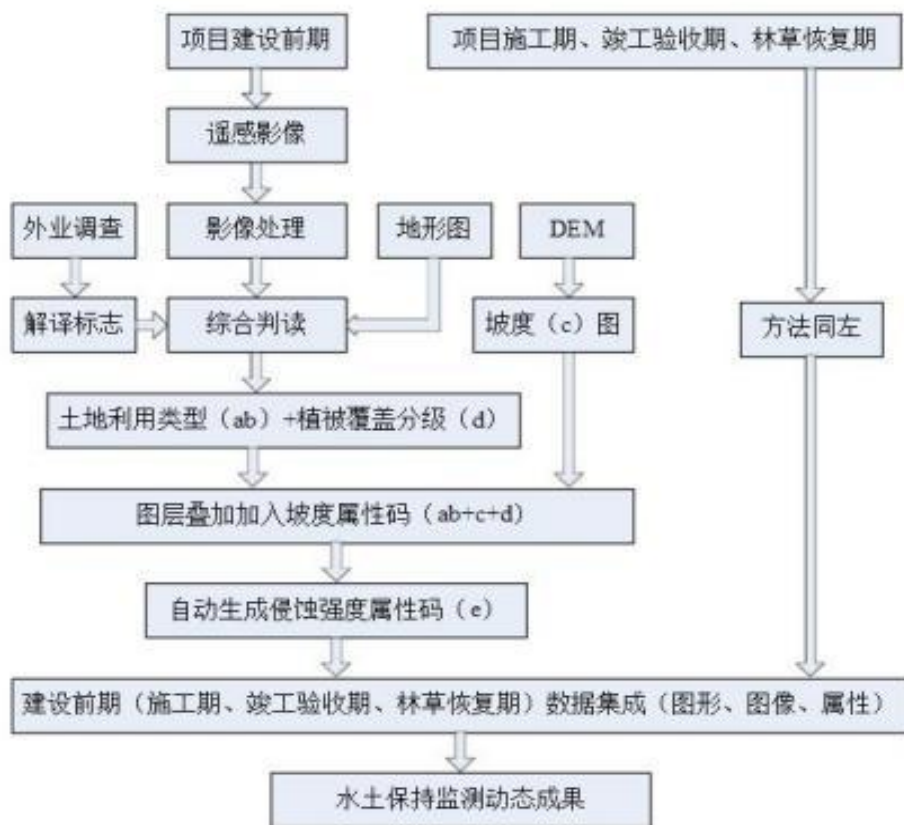 项目建设前期
项目施工期、竣工验收期、林草恢复期
遥感影像
外业调查
影像处理
地形图
DEM
解译标志
综合判读
坡度（c）图
方法同左
土地利用类型（ab）+植被覆盖分级（d）
图层叠加加入坡度属性码（ab+c+d）
自动生成侵蚀强度属性码（e）
建设前期（施工期、竣工验收期、林草恢复期）数据集成（图形、图像、属性）
水土保持监测动态成果